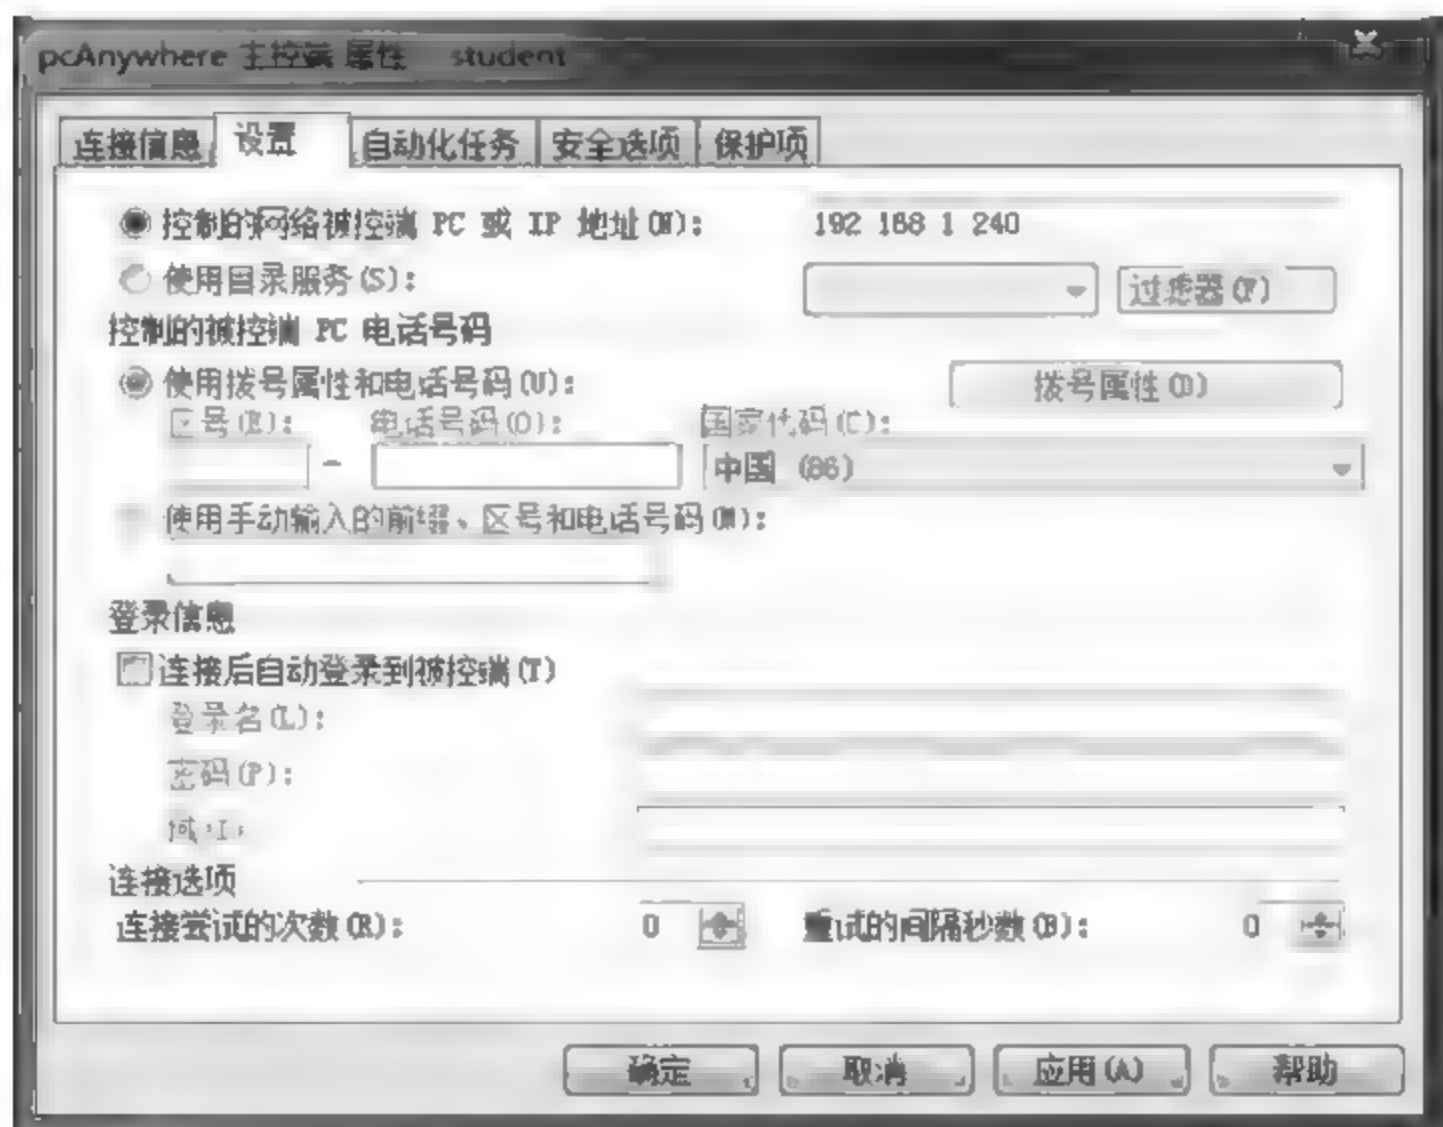 pcAnywhere 主控端 属性 student
连接信息 设置 自动化任务 安全选项 保护项
控制的网络被控端 PC 或 IP 地址(N): 192 168 1 240
使用目录服务(S): 过滤器(F)
控制的被控端 PC 电话号码
使用拨号属性和电话号码(U): 拨号属性(D)
区号(E): 电话号码(O): 国家代码(C):
- 中国 (86)
使用手动输入的前缀、区号和电话号码(M):
登录信息
连接后自动登录到被控端(T)
登录名(L):
密码(P):
域
连接选项
连接尝试的次数(R): 0 重试的间隔秒数(B): 0
确定 取消 应用(A) 帮助